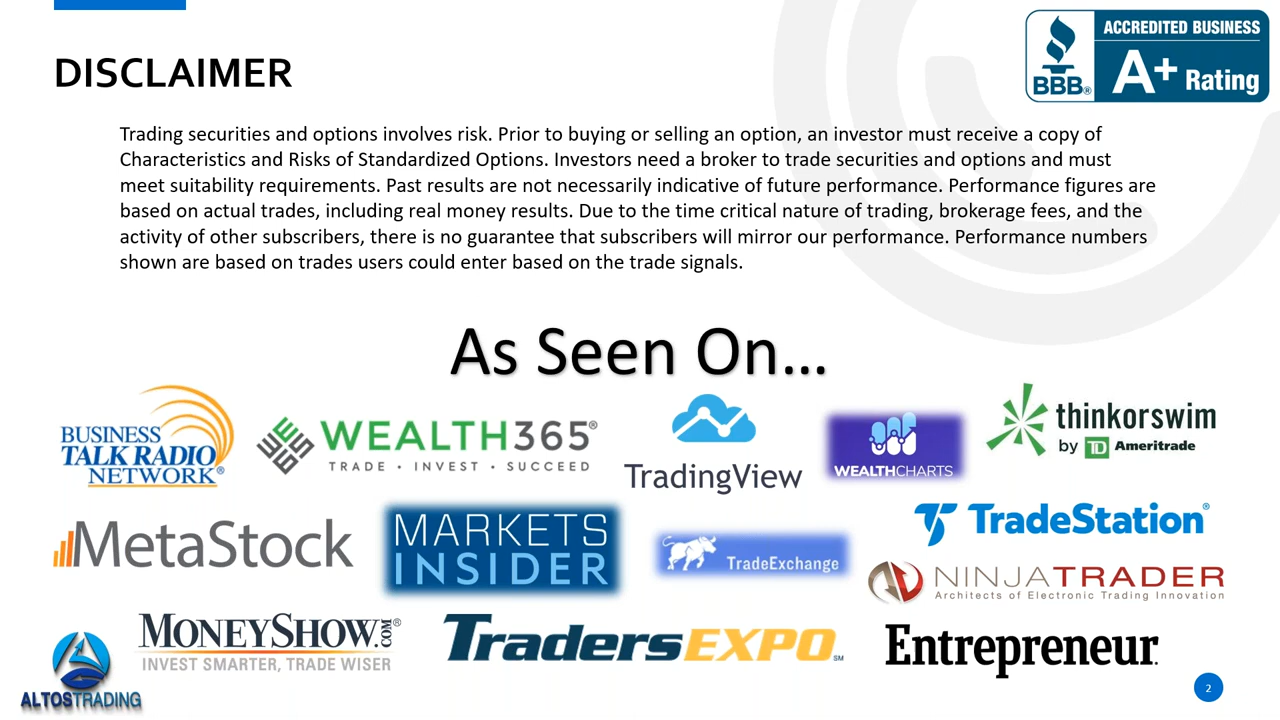 ACCREDITED BUSINESS
BBB® A+ Rating
DISCLAIMER
Trading securities and options involves risk. Prior to buying or selling an option, an investor must receive a copy of
Characteristics and Risks of Standardized Options. Investors need a broker to trade securities and options and must
meet suitability requirements. Past results are not necessarily indicative of future performance. Performance figures are
based on actual trades, including real money results. Due to the time critical nature of trading, brokerage fees, and the
activity of other subscribers, there is no guarantee that subscribers will mirror our performance. Performance numbers
shown are based on trades users could enter based on the trade signals.
As Seen On...
BUSINESS
TALK RADIO
NETWORK®
WEALTH365®
TRADE • INVEST • SUCCEED
TradingView
WEALTHCHARTS
thinkorswim
by TD Ameritrade
MetaStock
MARKETS
INSIDER
TradeExchange
TradeStation®
NINJATRADER
Architects of Electronic Trading Innovation
MONEYSHOW.COM®
INVEST SMARTER, TRADE WISER
TradersEXPO SM
Entrepreneur.
ALTOSTRADING
2